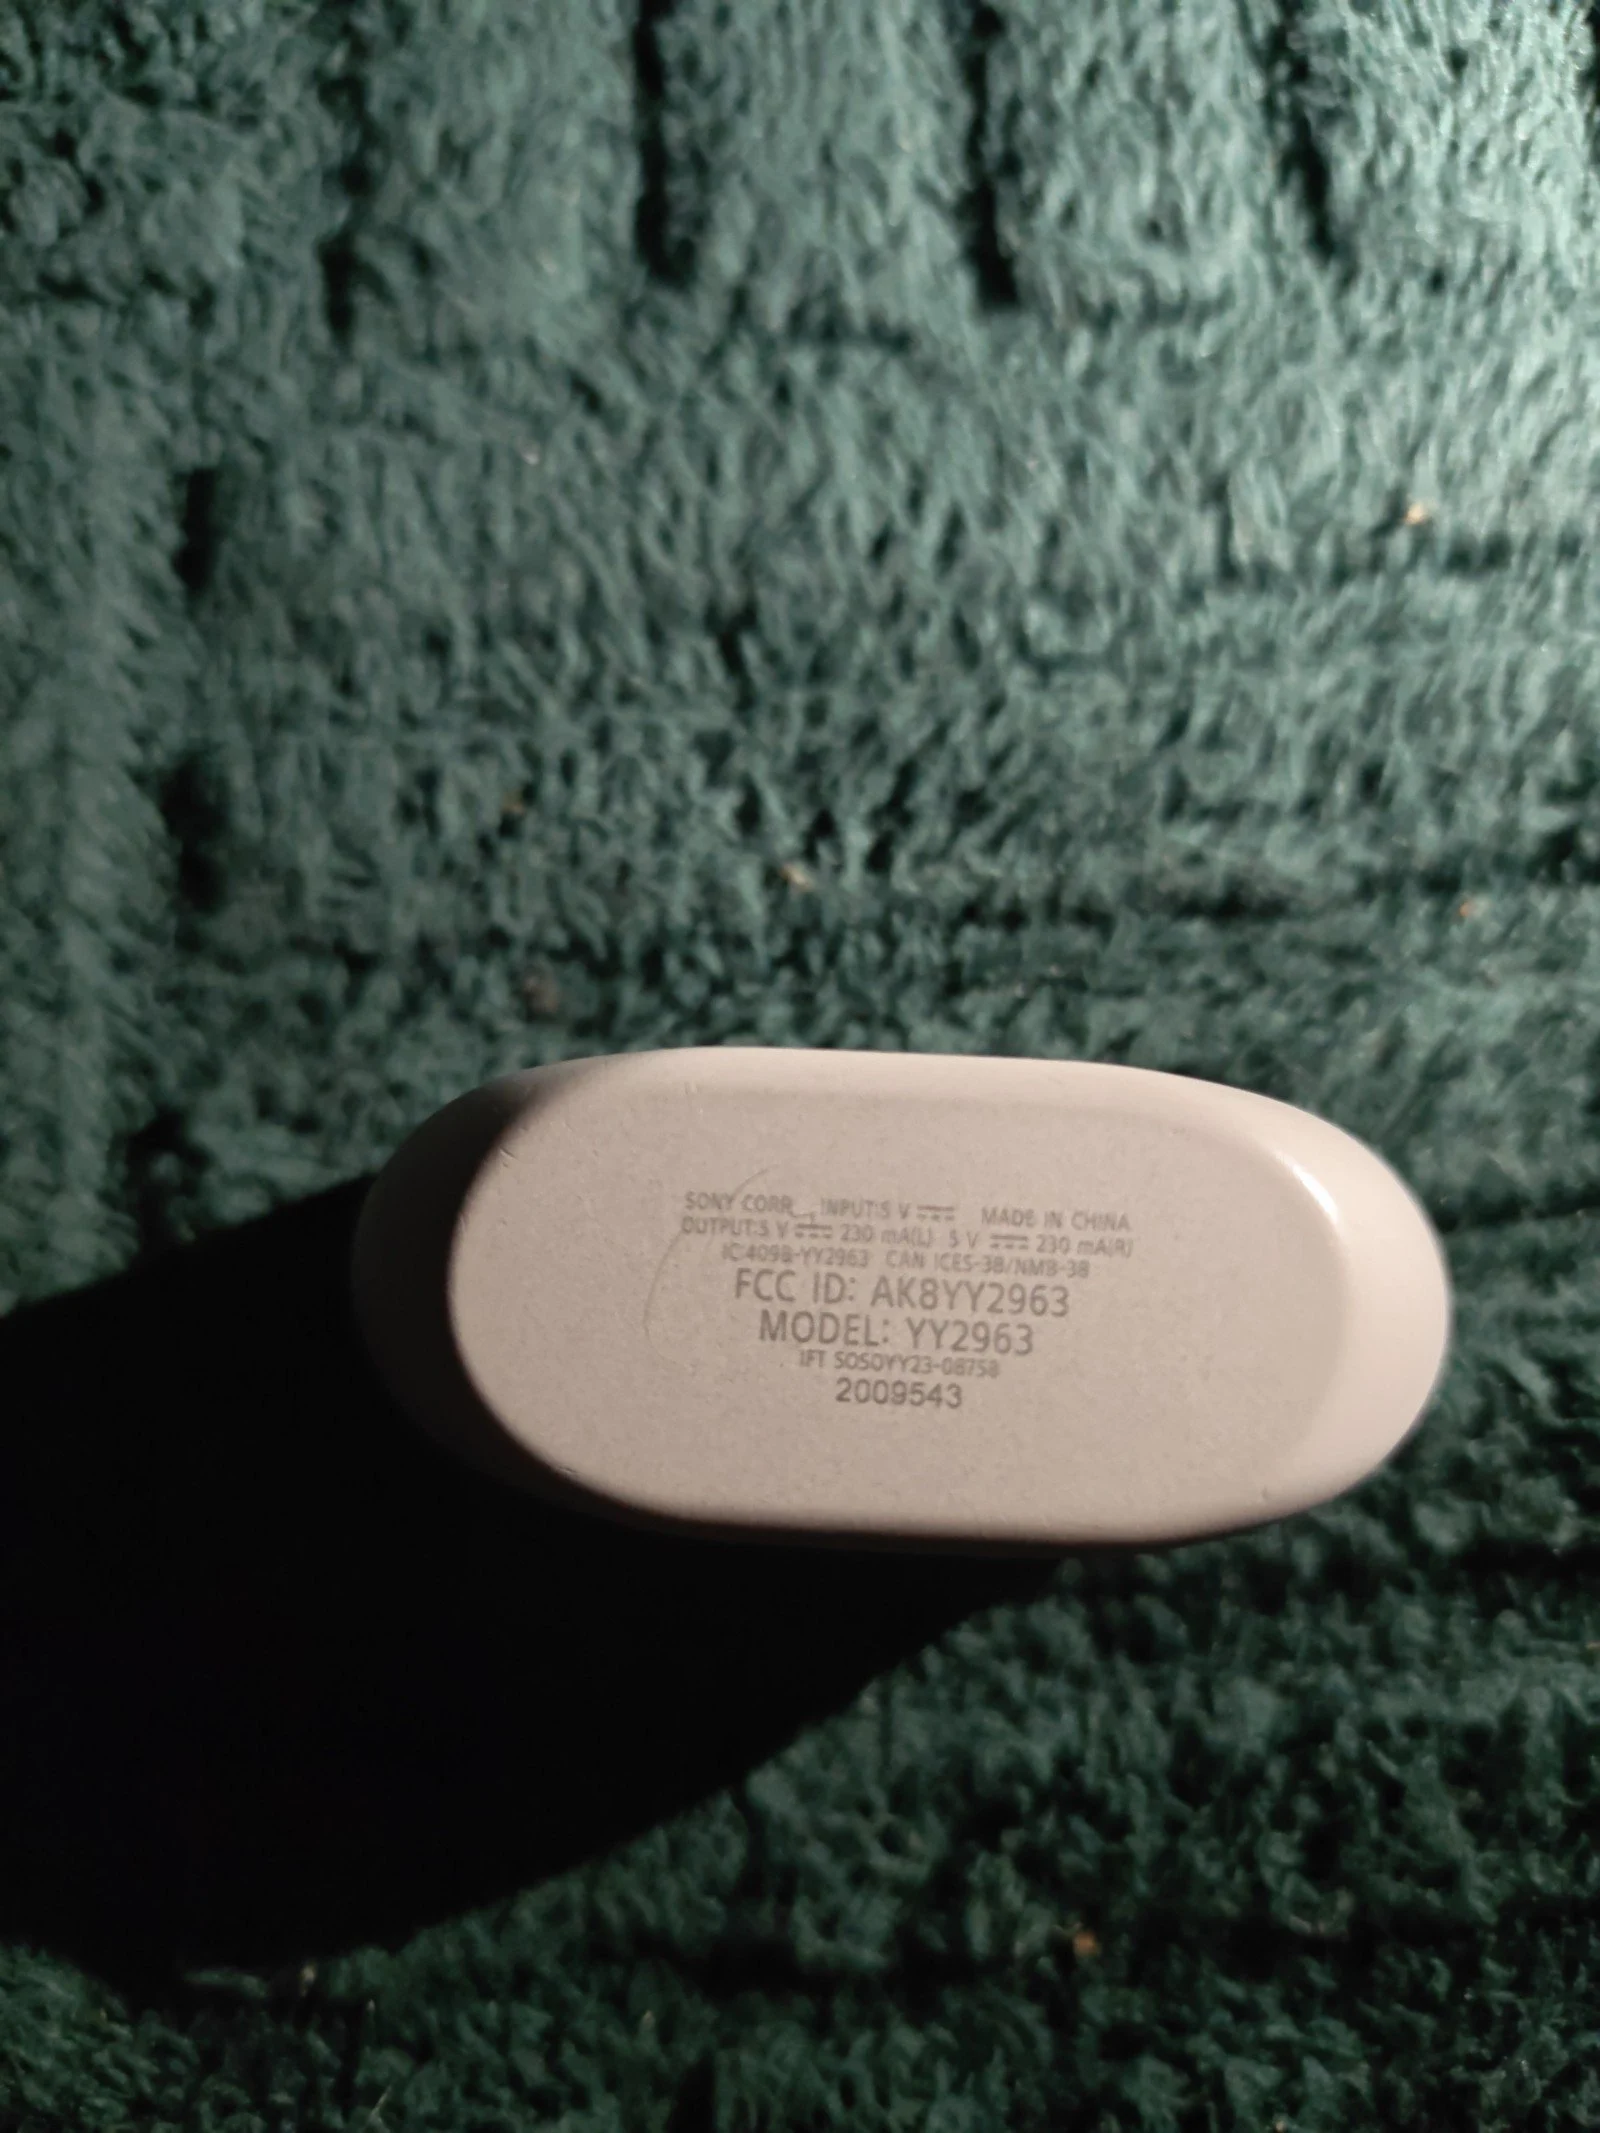 SONY CORP. INPUT:5 V ⎓ MADE IN CHINA
OUTPUT:5 V ⎓ 230 mA(L) 5 V ⎓ 230 mA(R)
IC:409B-YY2963 CAN ICES-3B/NMB-3B
FCC ID: AK8YY2963
MODEL: YY2963
IFT SOSOYY23-08758
2009543